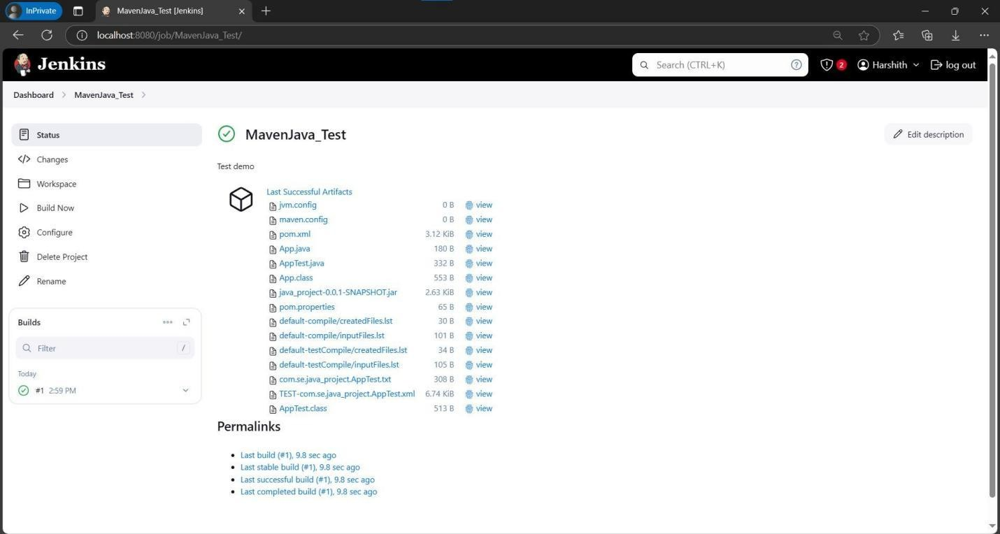 InPrivate
MavenJava_Test [Jenkins]
localhost:8080/job/MavenJava_Test/
Jenkins
Search (CTRL+K)
2
Harshith
log out
Dashboard
MavenJava_Test
Status
Changes
Workspace
Build Now
Configure
Delete Project
Rename
Builds
Filter
/
Today
#1 2:59 PM
MavenJava_Test
Edit description
Test demo
Last Successful Artifacts
jvm.config 0 B view
maven.config 0 B view
pom.xml 3.12 KiB view
App.java 180 B view
AppTest.java 332 B view
App.class 553 B view
java_project-0.0.1-SNAPSHOT.jar 2.63 KiB view
pom.properties 65 B view
default-compile/createdFiles.lst 30 B view
default-compile/inputFiles.lst 101 B view
default-testCompile/createdFiles.lst 34 B view
default-testCompile/inputFiles.lst 105 B view
com.se.java_project.AppTest.txt 308 B view
TEST-com.se.java_project.AppTest.xml 6.74 KiB view
AppTest.class 513 B view
Permalinks
• Last build (#1), 9.8 sec ago
• Last stable build (#1), 9.8 sec ago
• Last successful build (#1), 9.8 sec ago
• Last completed build (#1), 9.8 sec ago